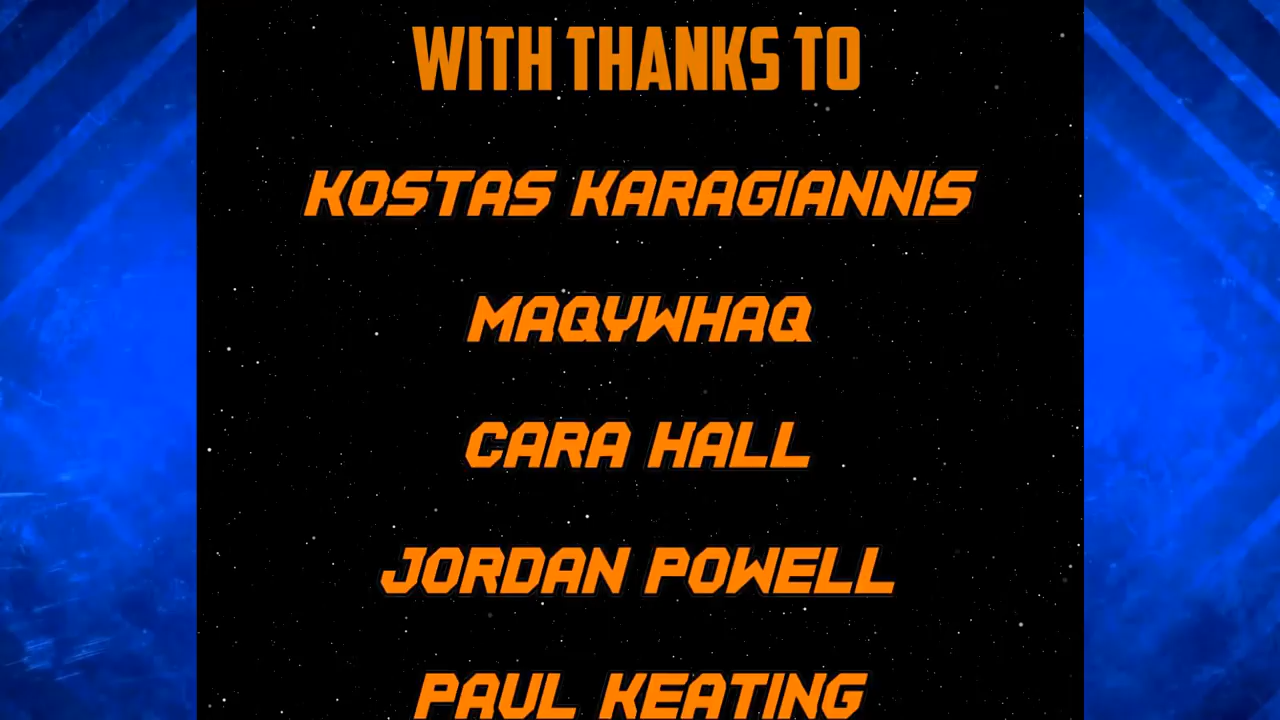 WITH THANKS TO
KOSTAS KARAGIANNIS
MAQYWHAQ
CARA HALL
JORDAN POWELL
PAUL KEATING